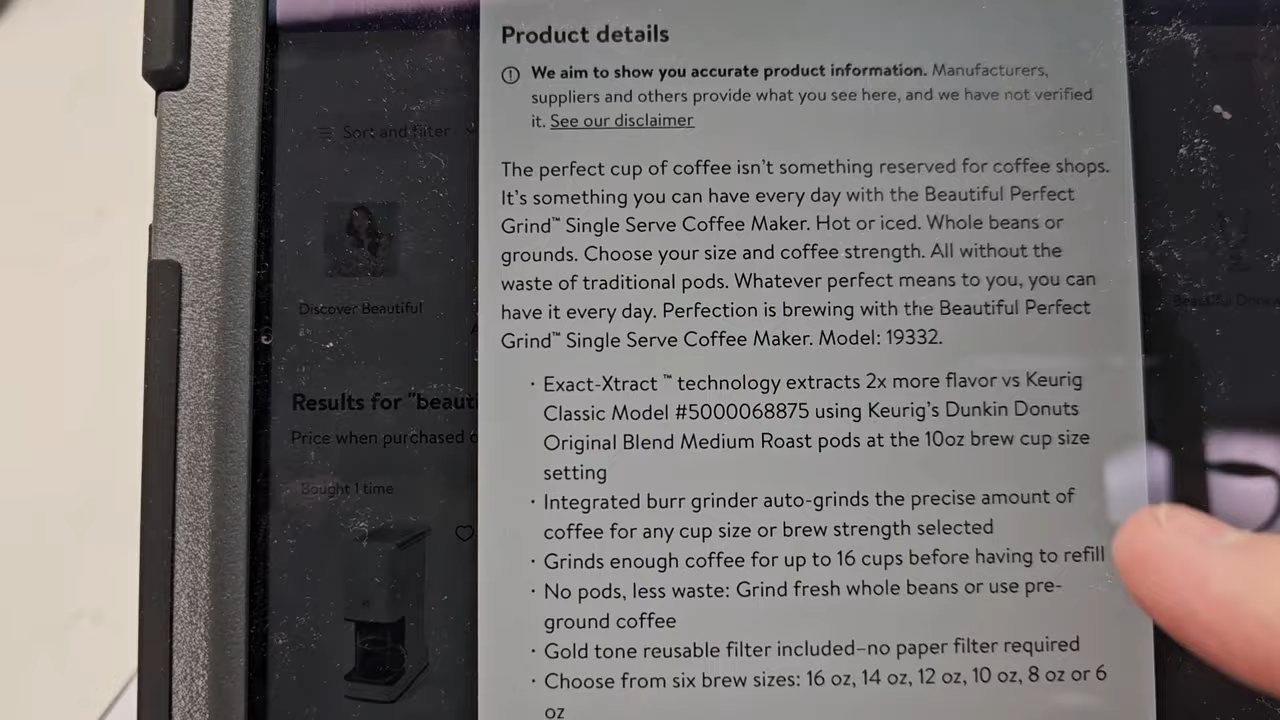 Product details
We aim to show you accurate product information. Manufacturers,
suppliers and others provide what you see here, and we have not verified
it. See our disclaimer
The perfect cup of coffee isn't something reserved for coffee shops.
It's something you can have every day with the Beautiful Perfect
Grind™ Single Serve Coffee Maker. Hot or iced. Whole beans or
grounds. Choose your size and coffee strength. All without the
waste of traditional pods. Whatever perfect means to you, you can
have it every day. Perfection is brewing with the Beautiful Perfect
Grind™ Single Serve Coffee Maker. Model: 19332.
· Exact-Xtract ™ technology extracts 2x more flavor vs Keurig
Classic Model #5000068875 using Keurig's Dunkin Donuts
Original Blend Medium Roast pods at the 10oz brew cup size
setting
· Integrated burr grinder auto-grinds the precise amount of
coffee for any cup size or brew strength selected
· Grinds enough coffee for up to 16 cups before having to refill
· No pods, less waste: Grind fresh whole beans or use pre-
ground coffee
· Gold tone reusable filter included–no paper filter required
· Choose from six brew sizes: 16 oz, 14 oz, 12 oz, 10 oz, 8 oz or 6
oz
Sort and filter
Discover Beautiful
Results for "beaut
Price when purchased o
Bought 1 time